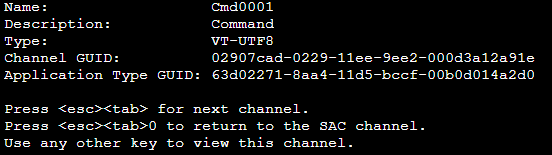 Name: Cmd0001
Description: Command
Type: VT-UTF8
Channel GUID: 02907cad-0229-11ee-9ee2-000d3a12a91e
Application Type GUID: 63d02271-8aa4-11d5-bccf-00b0d014a2d0
Press <esc><tab> for next channel.
Press <esc><tab>0 to return to the SAC channel.
Use any other key to view this channel.